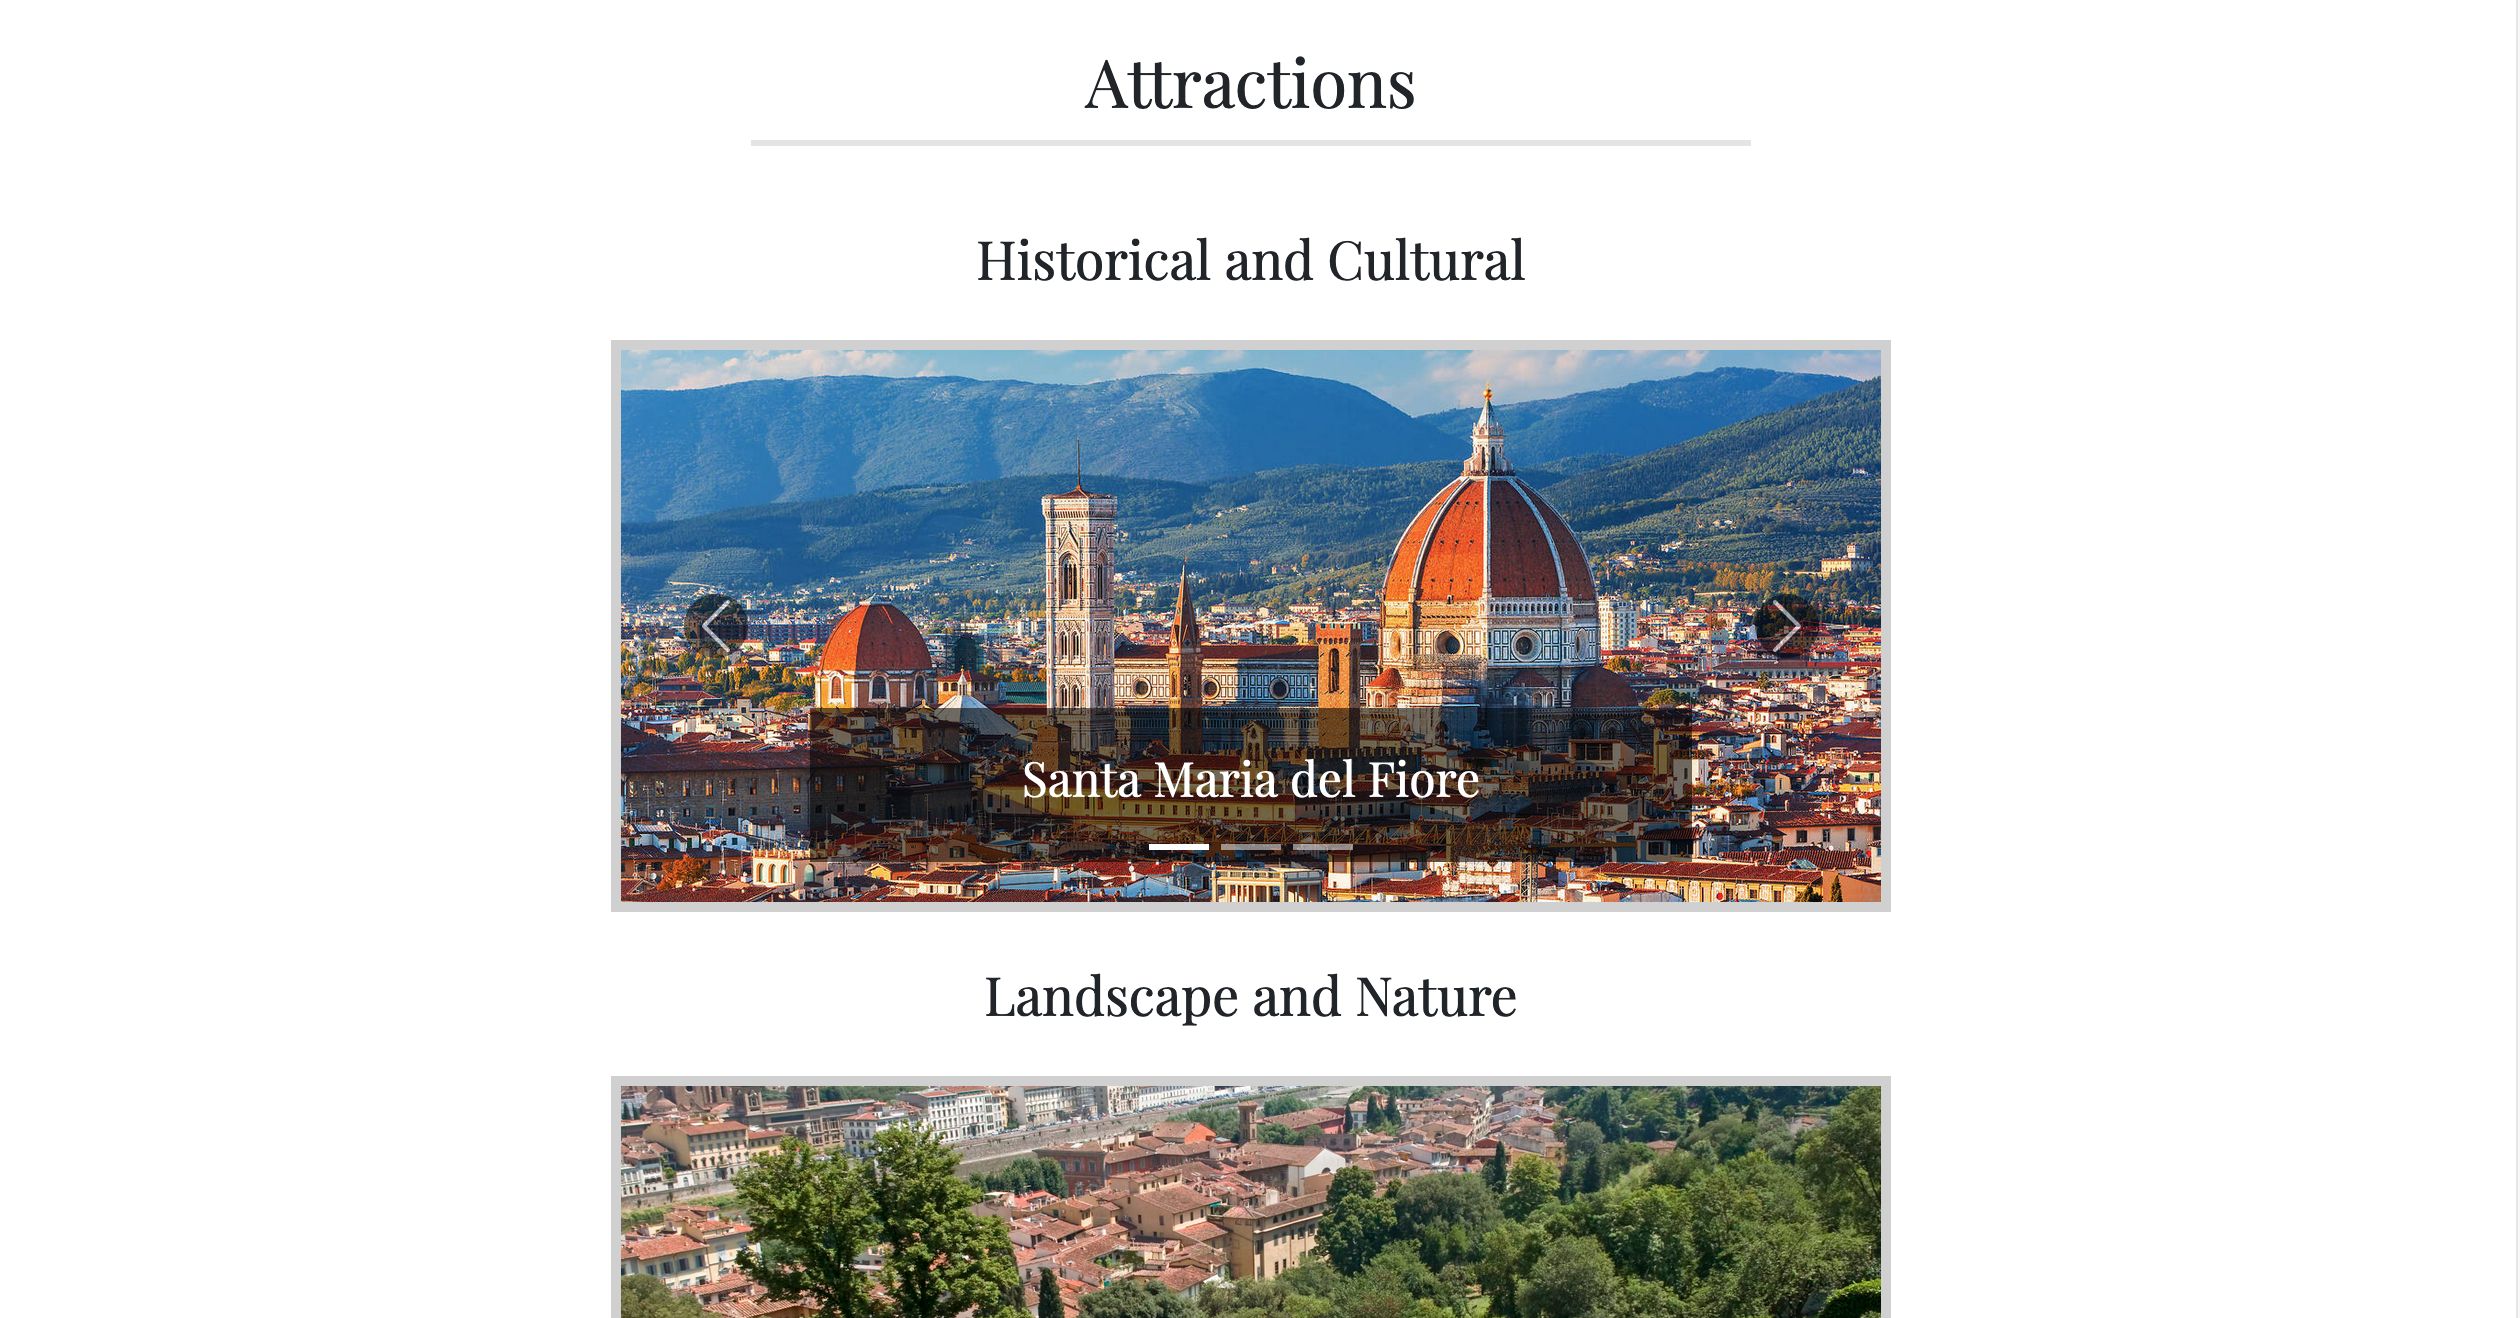 Attractions
Historical and Cultural
Santa Maria del Fiore
Landscape and Nature